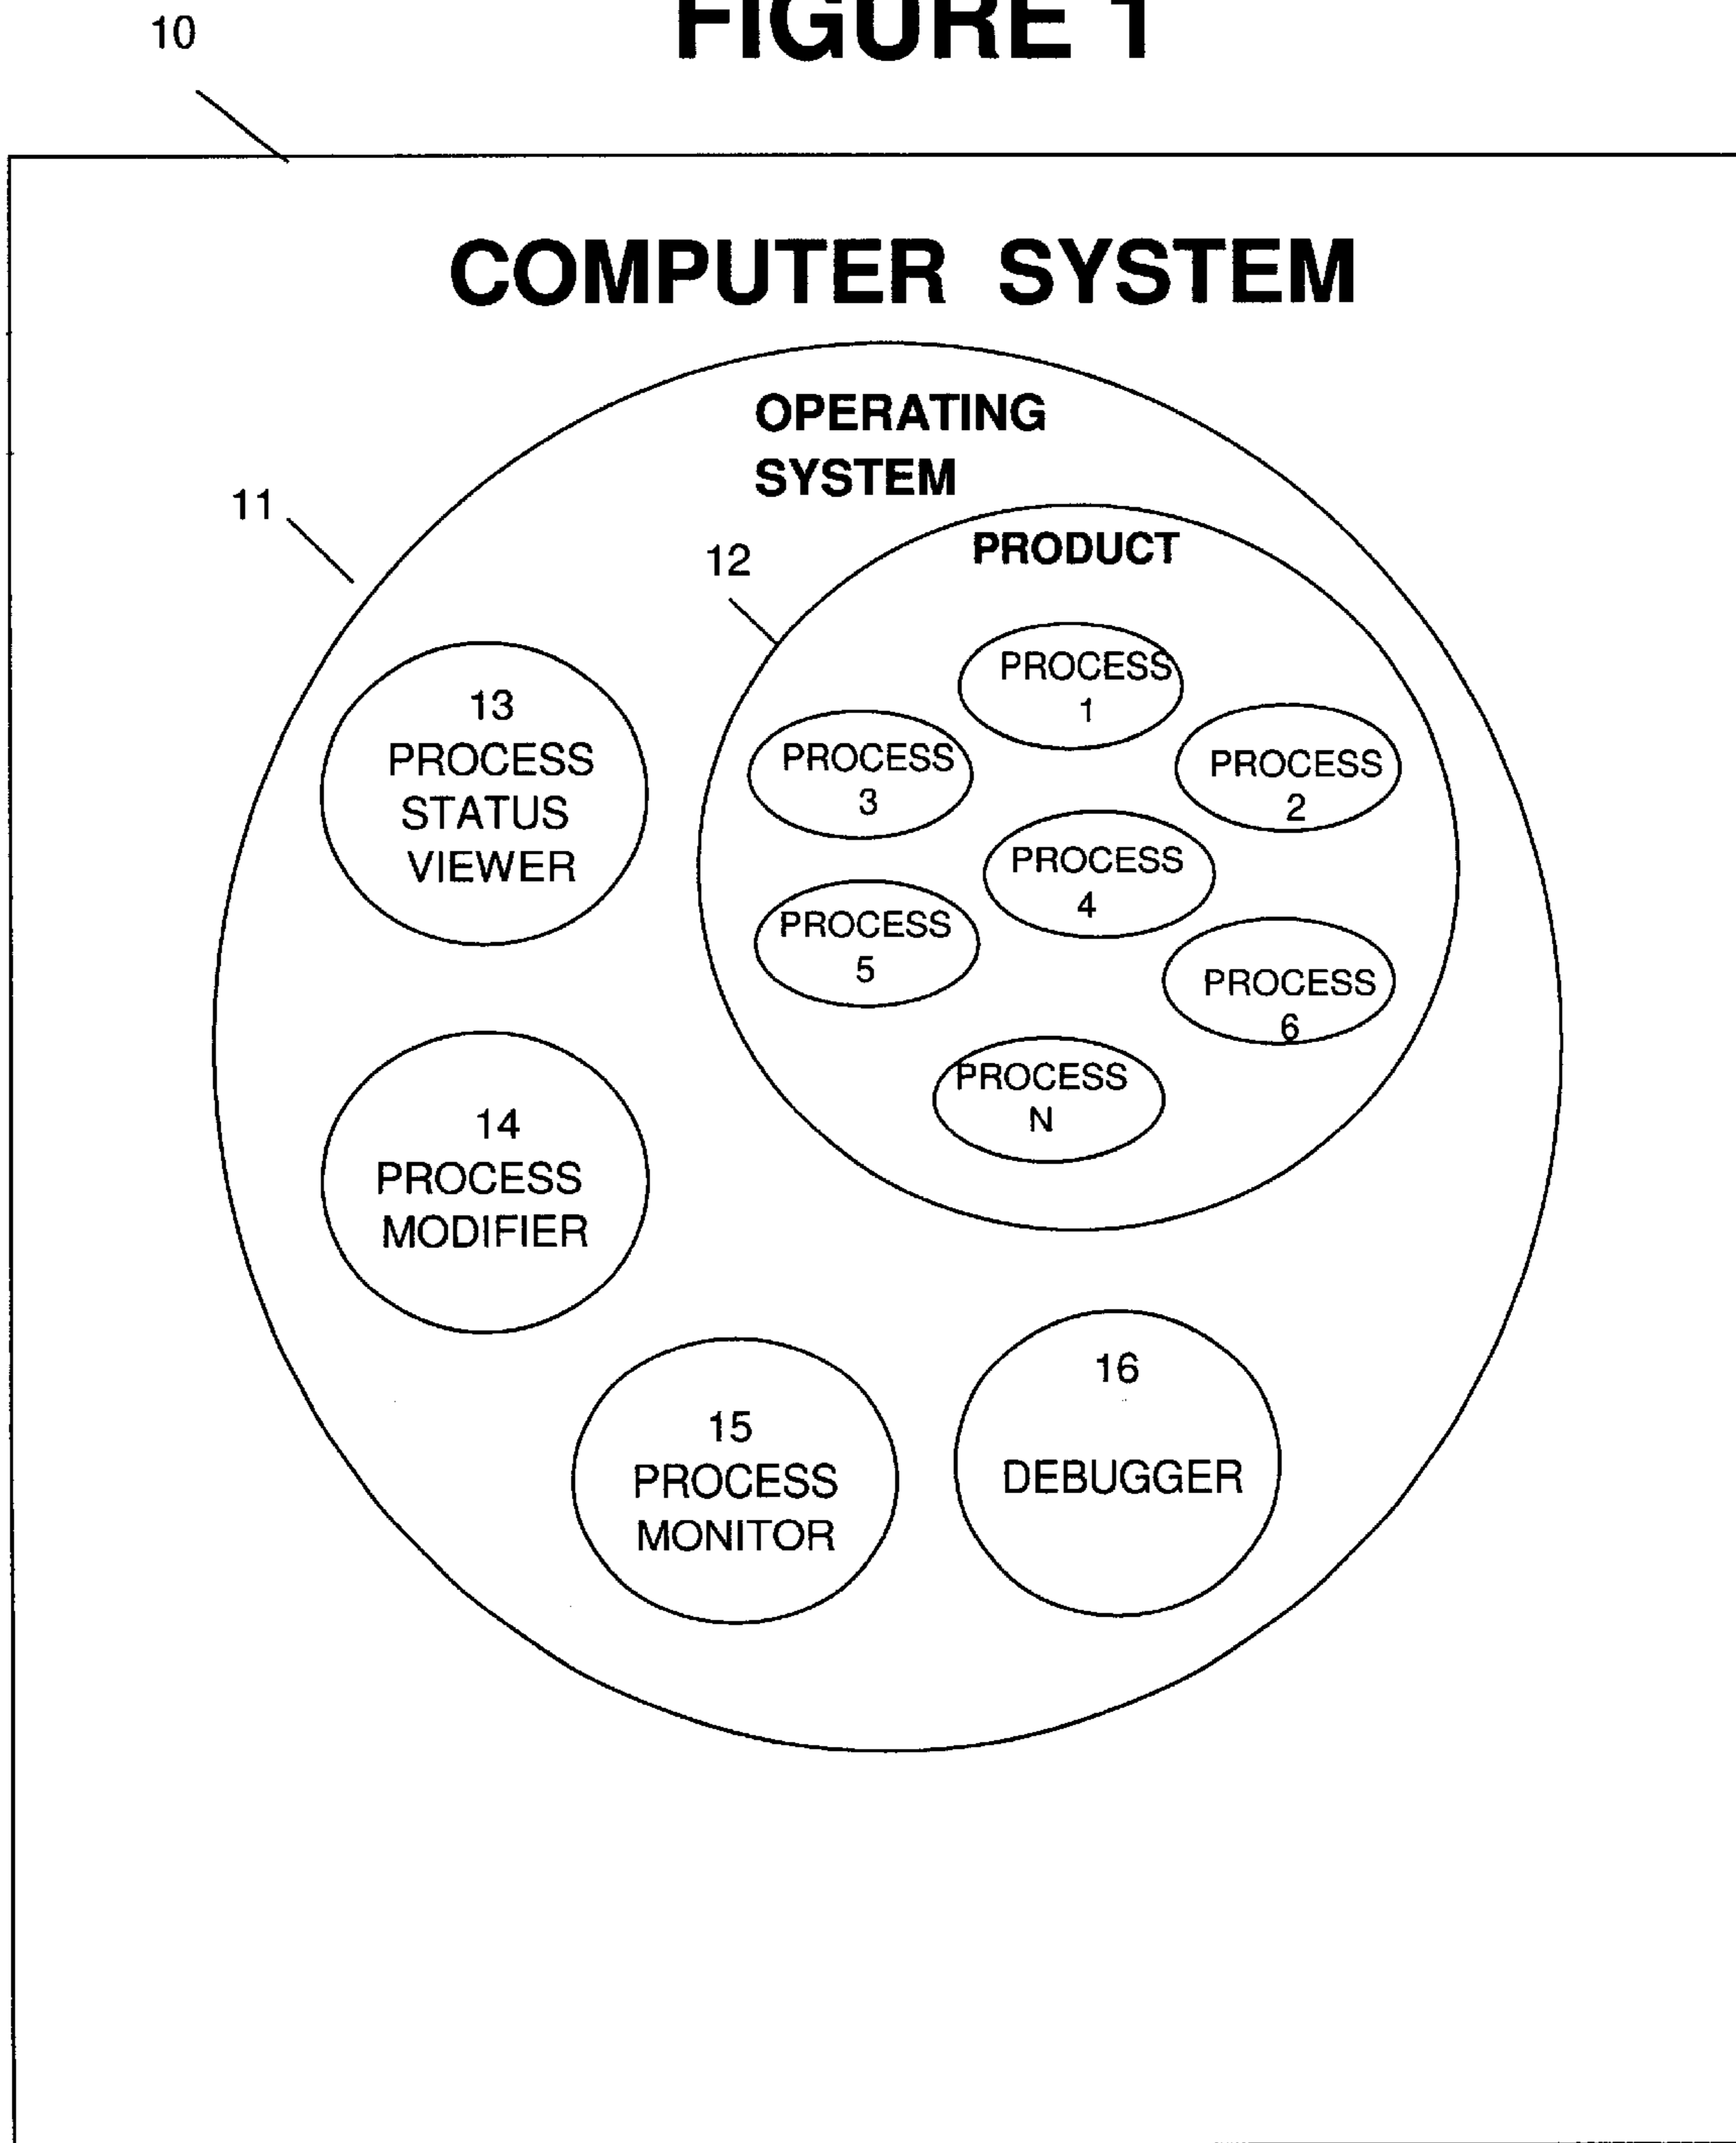 FIGURE 1
10
COMPUTER SYSTEM
OPERATING
SYSTEM
11
12
PRODUCT
PROCESS
1
PROCESS
2
PROCESS
3
PROCESS
4
PROCESS
5
PROCESS
6
PROCESS
N
13
PROCESS
STATUS
VIEWER
14
PROCESS
MODIFIER
15
PROCESS
MONITOR
16
DEBUGGER